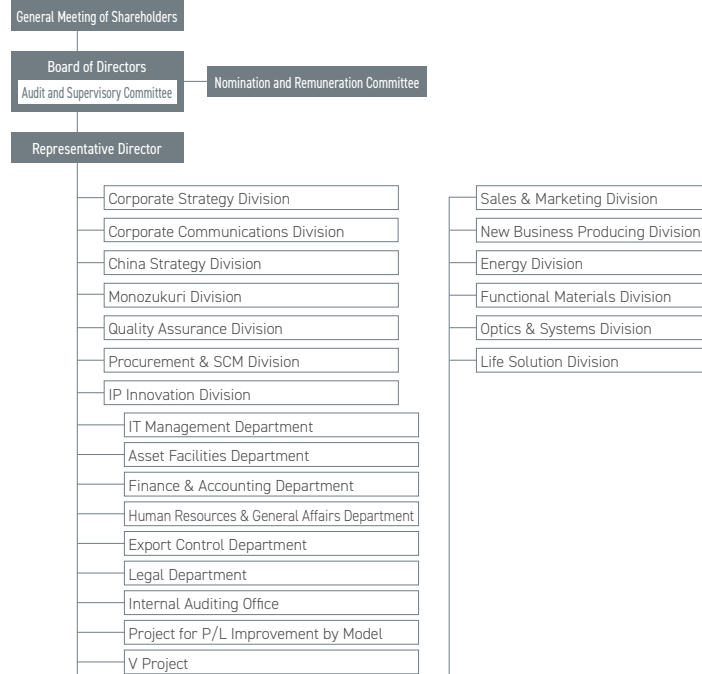 General Meeting of Shareholders
Board of Directors
Audit and Supervisory Committee
Nomination and Remuneration Committee
Representative Director
Corporate Strategy Division
Corporate Communications Division
China Strategy Division
Monozukuri Division
Quality Assurance Division
Procurement & SCM Division
IP Innovation Division
IT Management Department
Asset Facilities Department
Finance & Accounting Department
Human Resources & General Affairs Department
Export Control Department
Legal Department
Internal Auditing Office
Project for P/L Improvement by Model
V Project
Sales & Marketing Division
New Business Producing Division
Energy Division
Functional Materials Division
Optics & Systems Division
Life Solution Division